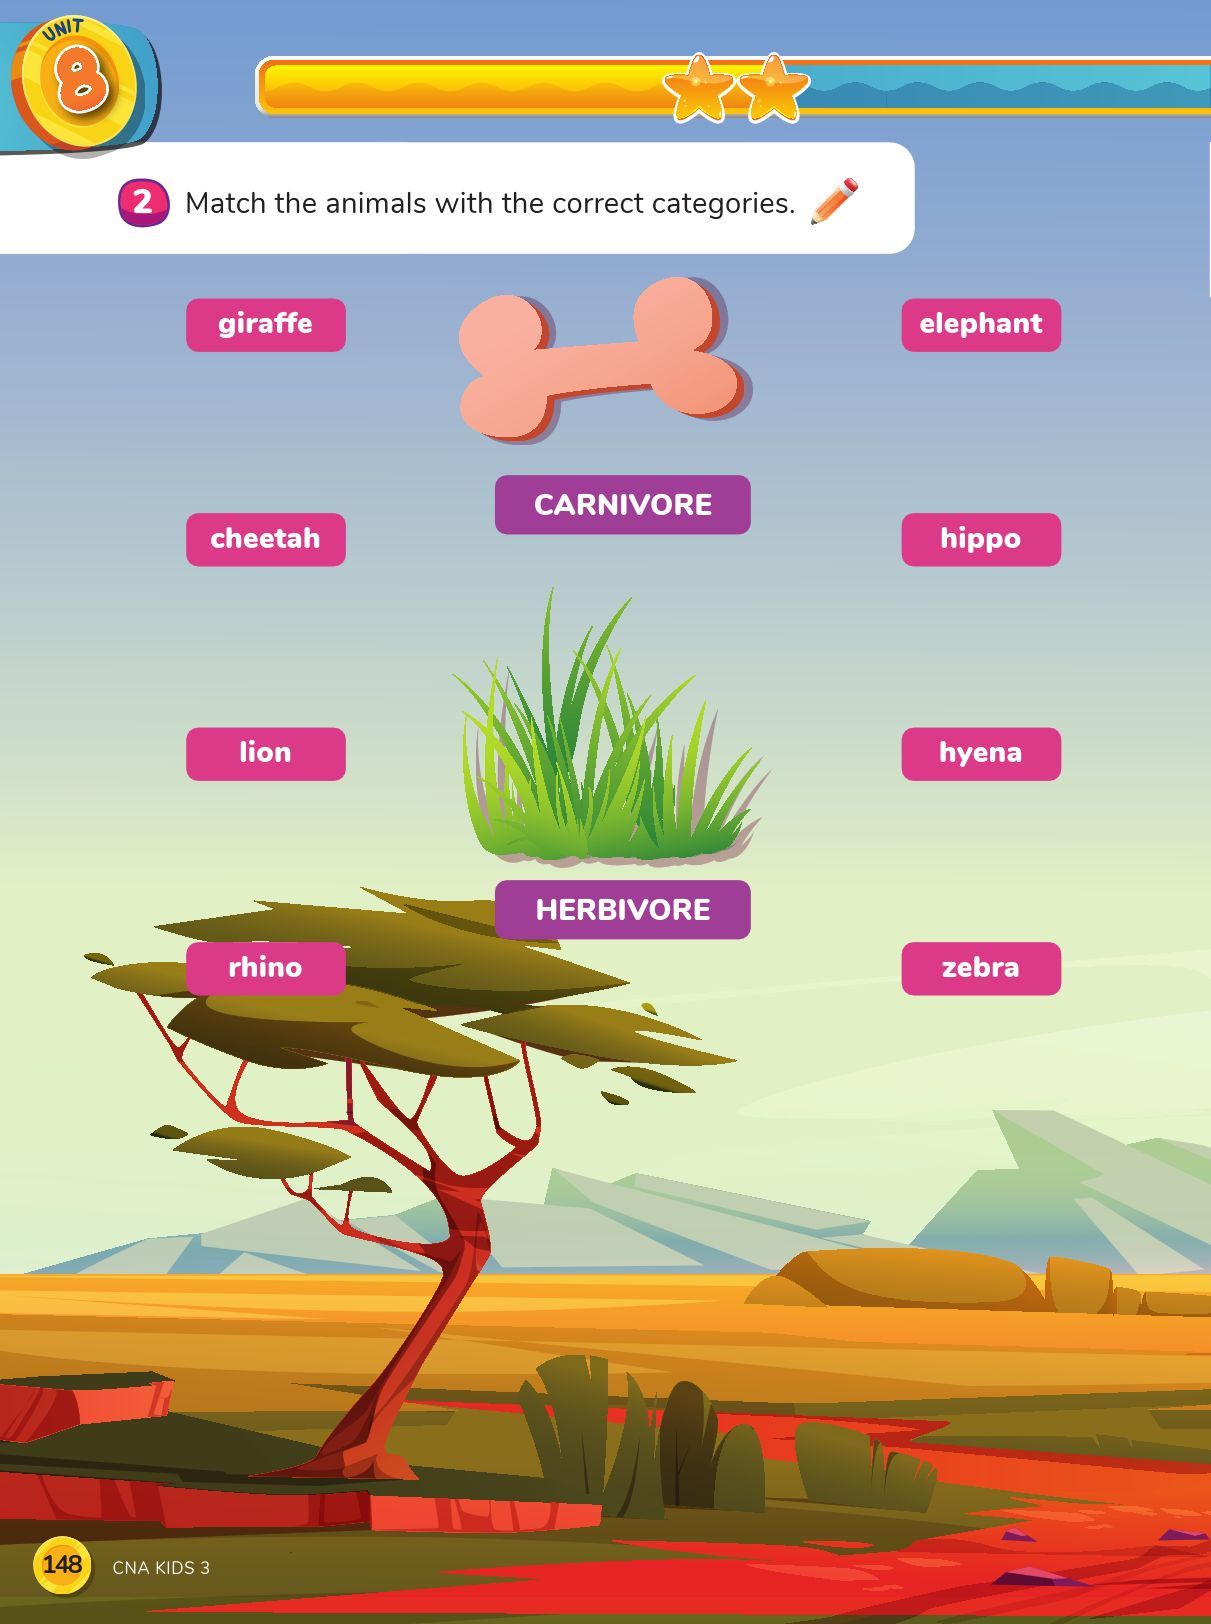 UNIT
8
2 Match the animals with the correct categories.
giraffe
elephant
CARNIVORE
cheetah
hippo
lion
hyena
HERBIVORE
rhino
zebra
148 CNA KIDS 3